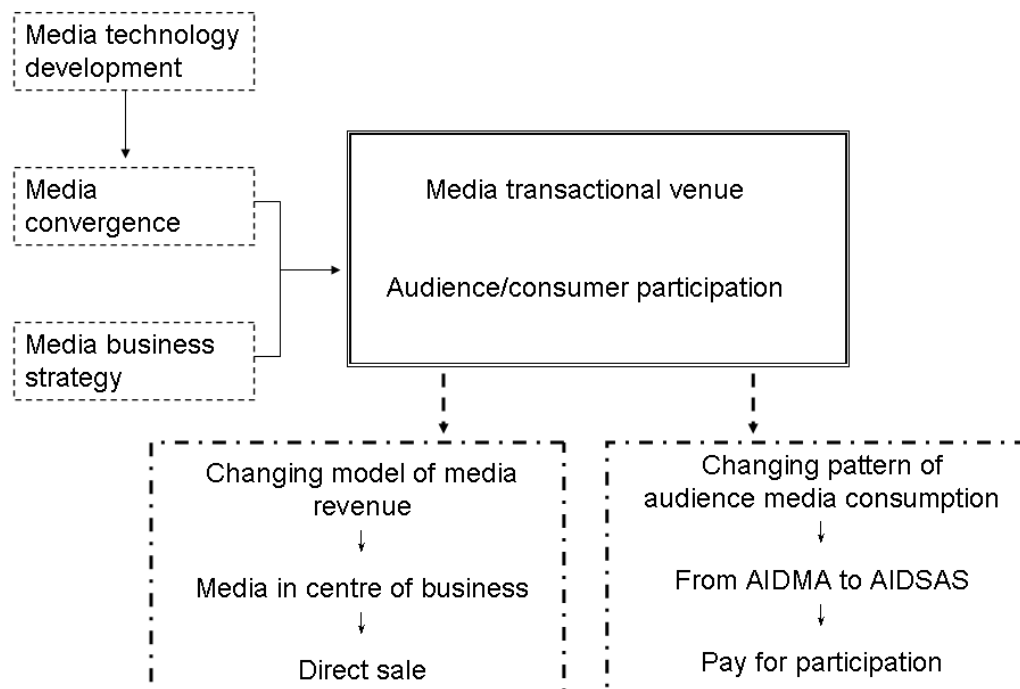 Media technology
development
Media
convergence
Media business
strategy
Media transactional venue
Audience/consumer participation
Changing model of media
revenue
Media in centre of business
Direct sale
Changing pattern of
audience media consumption
From AIDMA to AIDSAS
Pay for participation